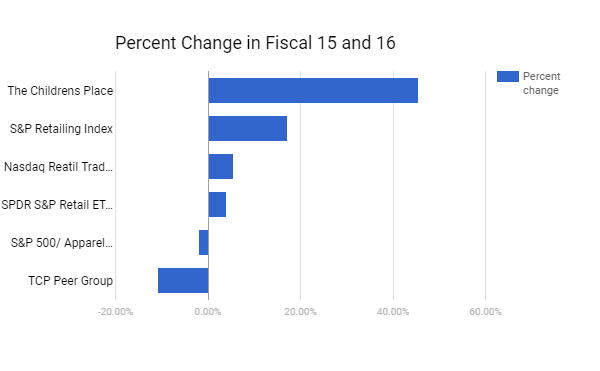 Percent Change in Fiscal 15 and 16
The Childrens Place
S&P Retailing Index
Nasdaq Reatil Trad...
SPDR S&P Retail ET...
S&P 500/ Apparel...
TCP Peer Group
-20.00% 0.00% 20.00% 40.00% 60.00%
Percent
change